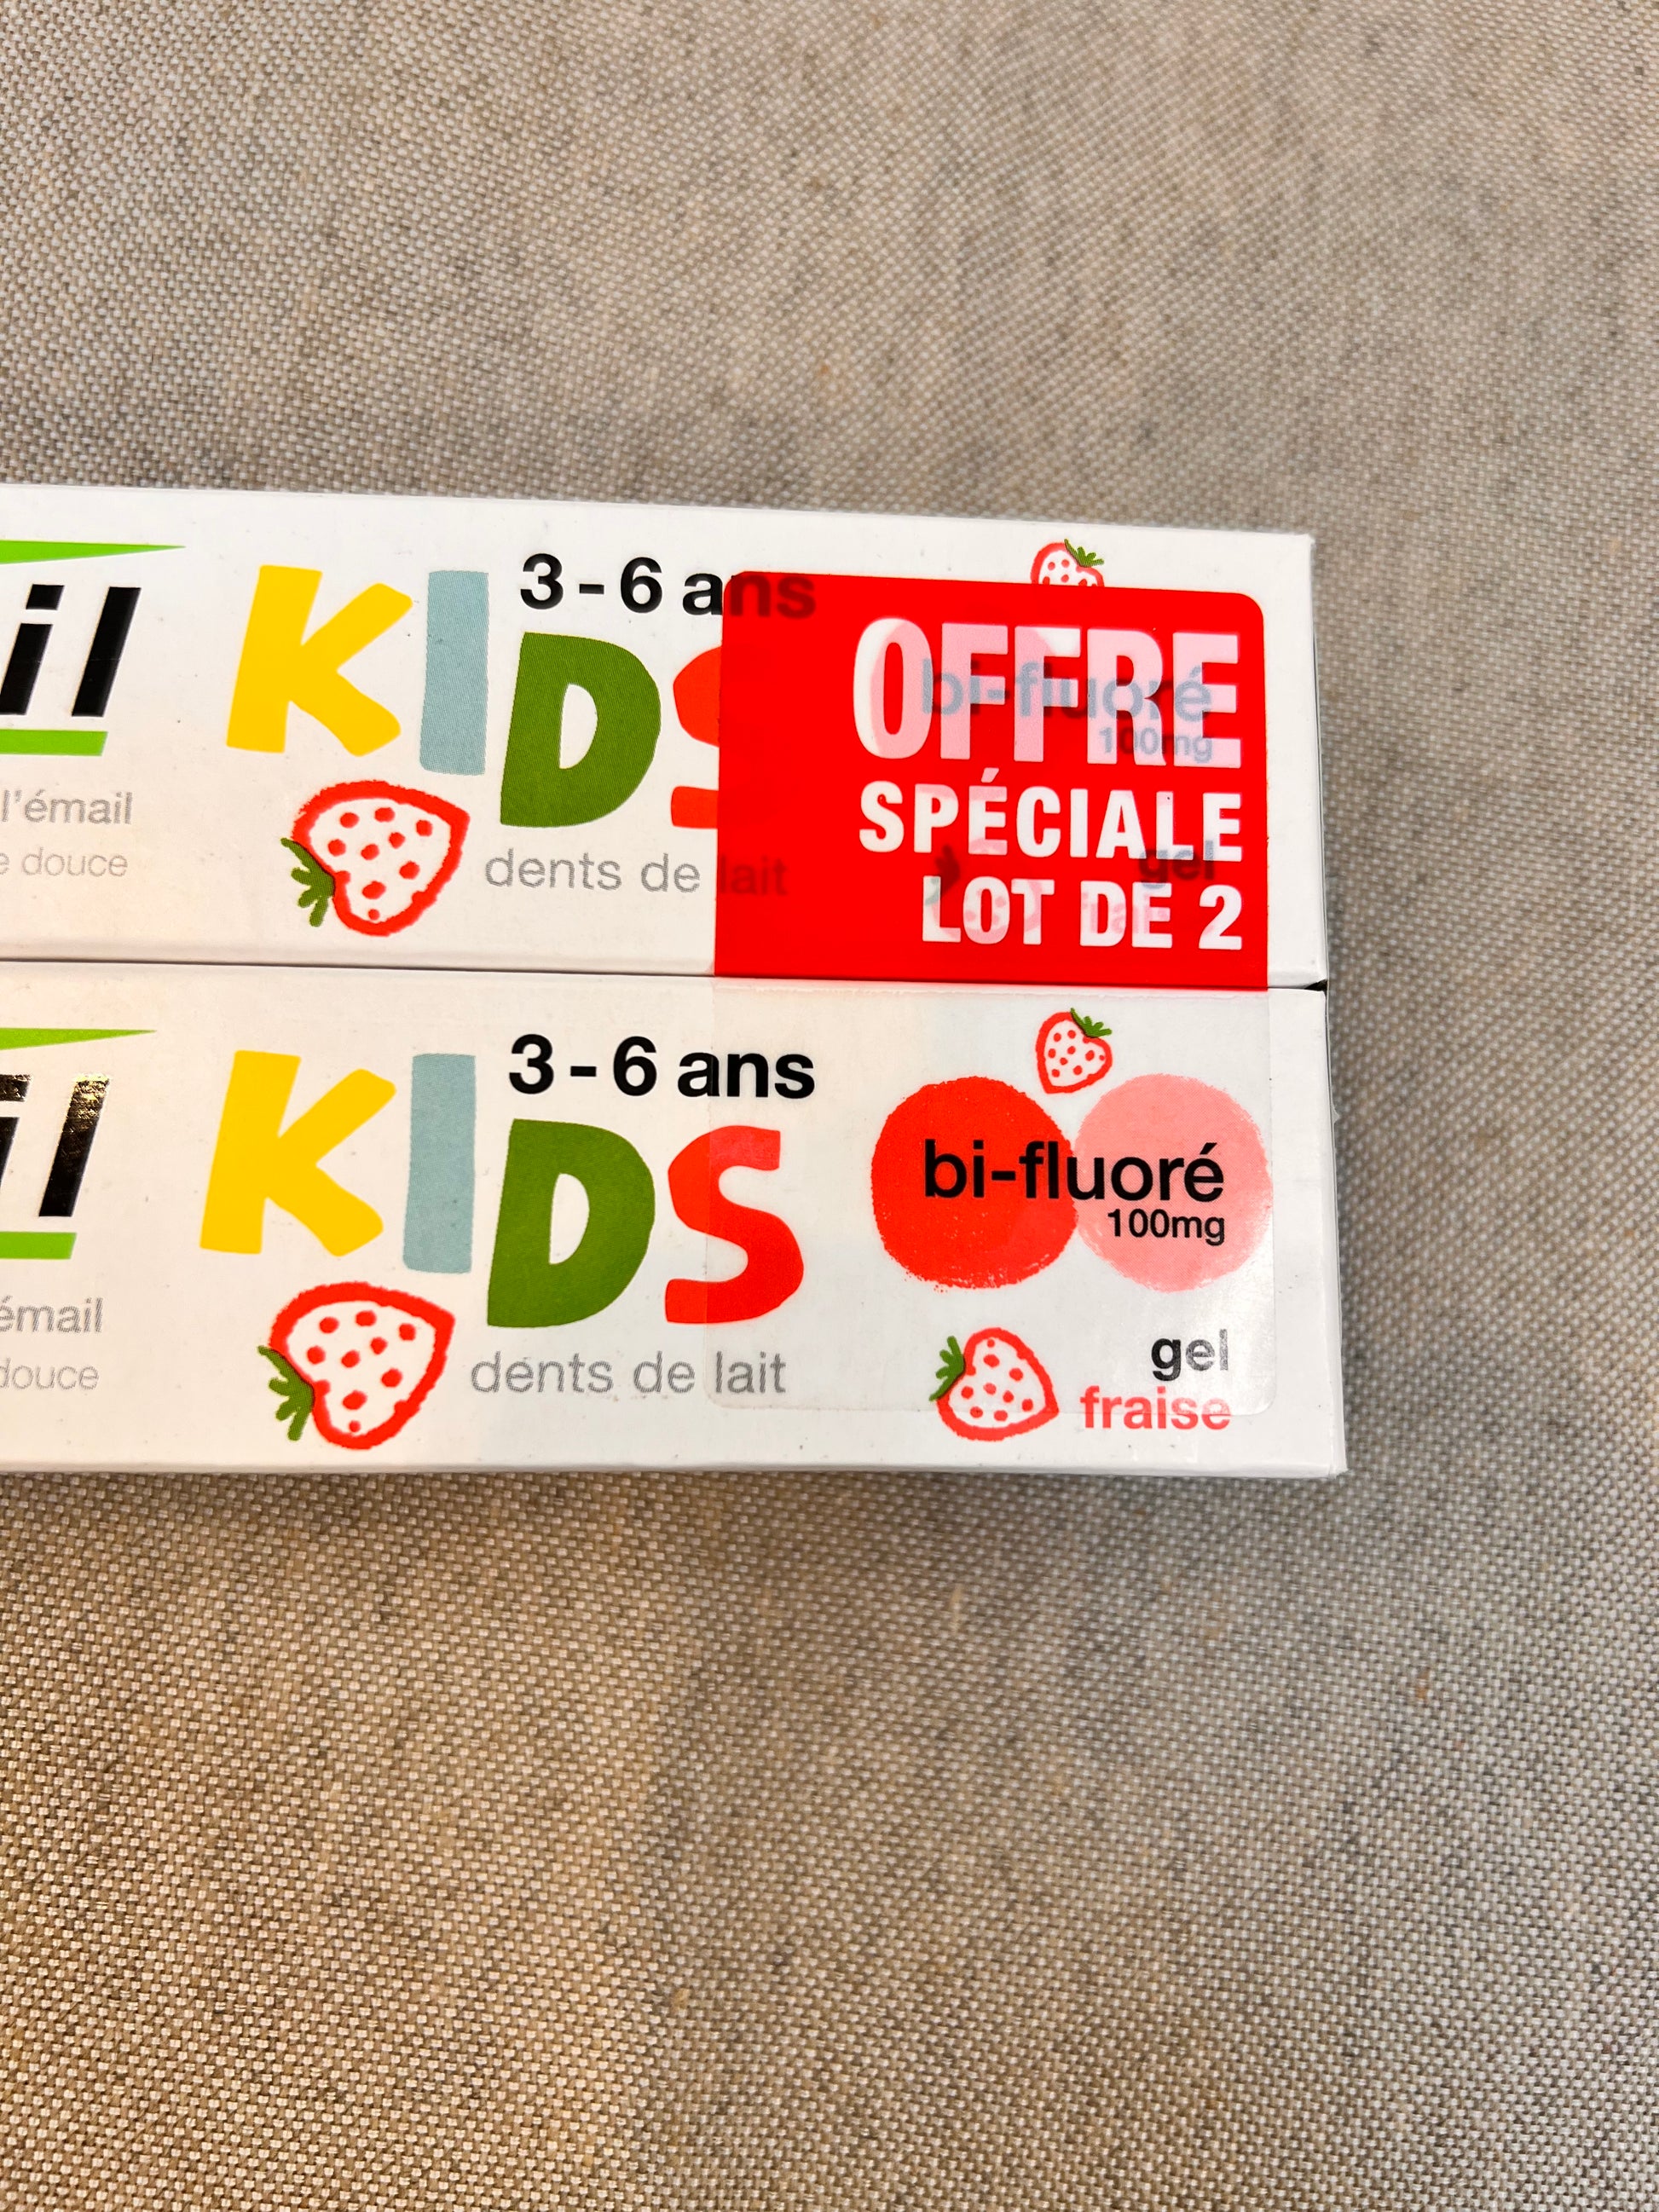 il
KIDS
3-6 ans
l'émail
douce
dents de lait
OFFRE
SPÉCIALE
LOT DE 2
bi-fluoré
100mg
gel
il
KIDS
3-6 ans
émail
douce
dents de lait
bi-fluoré
100mg
gel
fraise